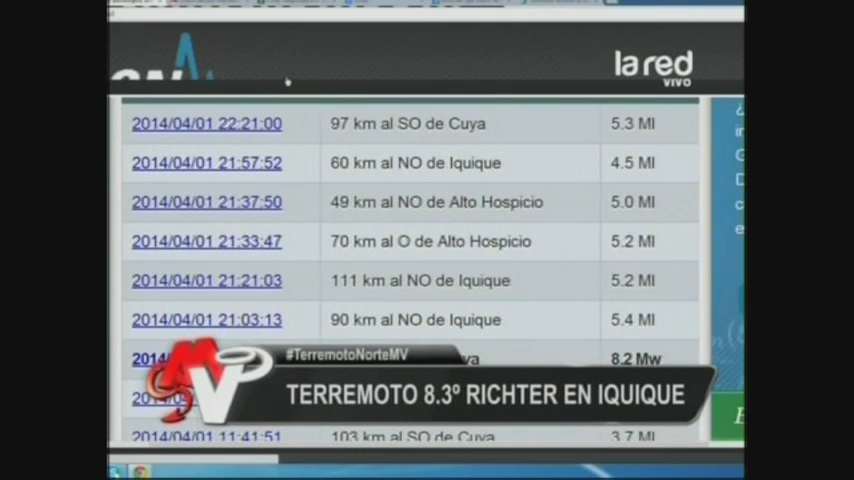 la red
VIVO
2014/04/01 22:21:00 97 km al SO de Cuya 5.3 Ml
2014/04/01 21:57:52 60 km al NO de Iquique 4.5 Ml
2014/04/01 21:37:50 49 km al NO de Alto Hospicio 5.0 Ml
2014/04/01 21:33:47 70 km al O de Alto Hospicio 5.2 Ml
2014/04/01 21:21:03 111 km al NO de Iquique 5.2 Ml
2014/04/01 21:03:13 90 km al NO de Iquique 5.4 Ml
8.2 Mw
#TerremotoNorteMV
MV
TERREMOTO 8.3º RICHTER EN IQUIQUE
2014/04/01 11:41:51 103 km al SO de Cuya 3.7 Ml